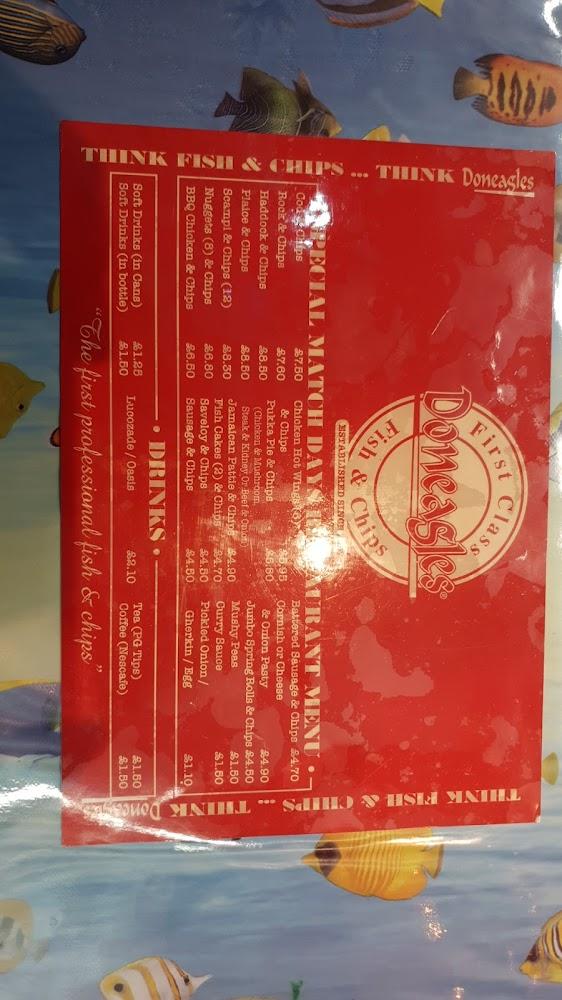 First Class
Doneagles®
Fish & Chips
ESTABLISHED SINCE
SPECIAL MATCH DAYS RESTAURANT MENU •
Cod & Chips £7.50
Rock & Chips £7.60
Haddock & Chips £8.50
Plaice & Chips £8.50
Scampi & Chips (12) £8.30
Nuggets (8) & Chips £6.80
BBQ Chicken & Chips £6.50
Chicken Hot Wings
& Chips £5.95
Pukka Pie & Chips £5.50
(Chicken & Mushroom,
Steak & Kidney Or Beef & Onion)
Jamaican Pattie & Chips £4.90
Fish Cakes (2) & Chips £4.70
Saveloy & Chips £4.50
Sausage & Chips £4.50
Battered Sausage & Chips £4.70
Cornish or Cheese
& Onion Pasty £4.90
Jumbo Spring Rolls & Chips £4.50
Mushy Peas £1.50
Curry Sauce £1.50
Pickled Onion /
Gherkin / Egg £1.10
• DRINKS •
Soft Drinks (in Cans) £1.25
Soft Drinks (in bottle) £1.50
Lucozade / Oasis £2.10
Tea (PG Tips) £1.50
Coffee (Nescafe) £1.50
"The first professional fish & chips"
THINK FISH & CHIPS ... THINK Doneagles
THINK FISH & CHIPS ... THINK Doneagles